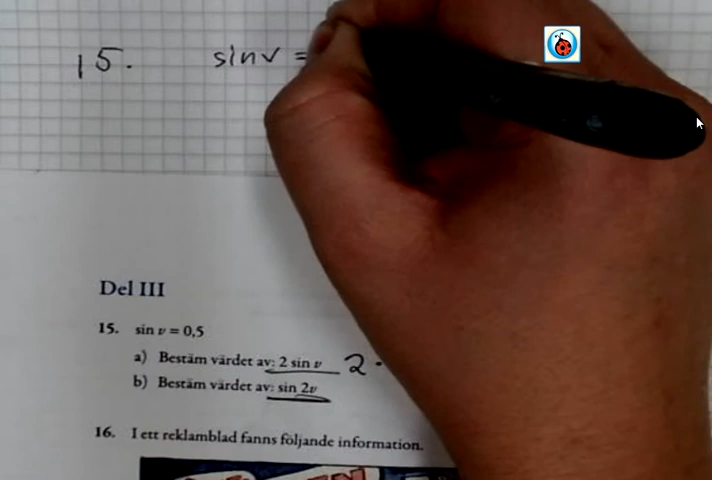 15. sin v =
Del III
15. sin v = 0,5
a) Bestäm värdet av: 2 sin v 2 ·
b) Bestäm värdet av: sin 2v
16. I ett reklamblad fanns följande information.